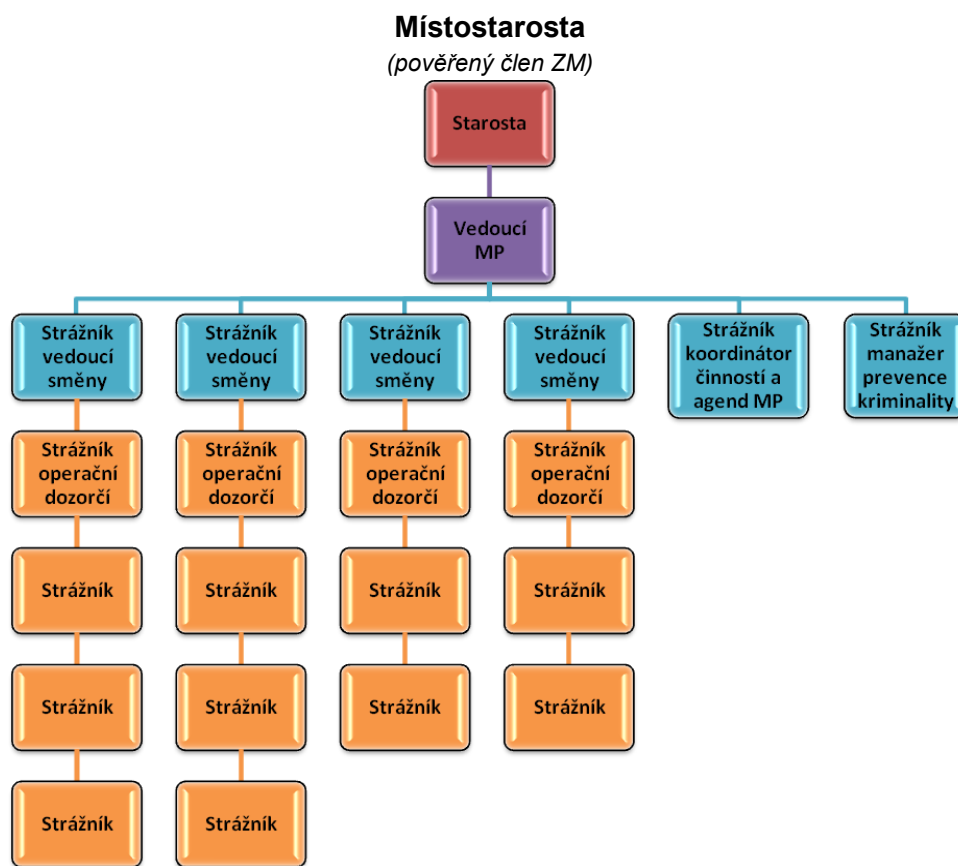 Místostarosta
(pověřený člen ZM)
Starosta
Vedoucí
MP
Strážník
vedoucí
směny
Strážník
vedoucí
směny
Strážník
vedoucí
směny
Strážník
vedoucí
směny
Strážník
koordinátor
činností a
agend MP
Strážník
manažer
prevence
kriminality
Strážník
operační
dozorčí
Strážník
operační
dozorčí
Strážník
operační
dozorčí
Strážník
operační
dozorčí
Strážník
Strážník
Strážník
Strážník
Strážník
Strážník
Strážník
Strážník
Strážník
Strážník